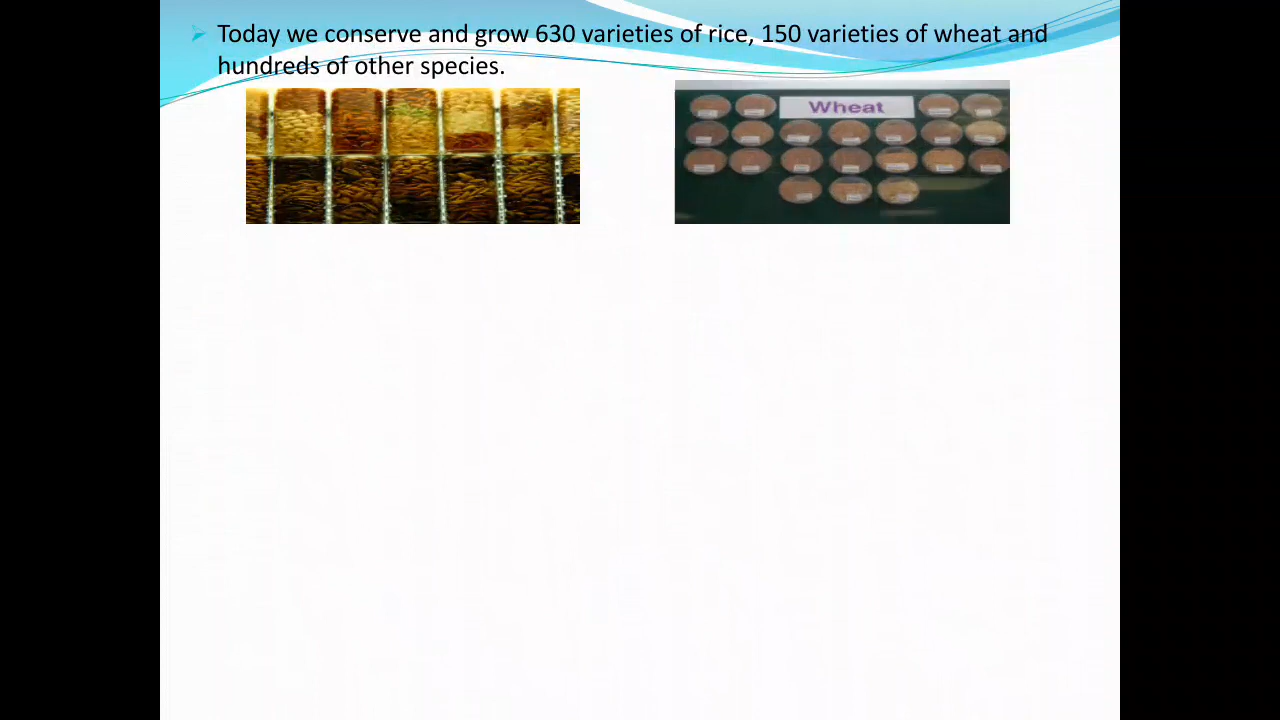 Today we conserve and grow 630 varieties of rice, 150 varieties of wheat and
hundreds of other species.
Wheat